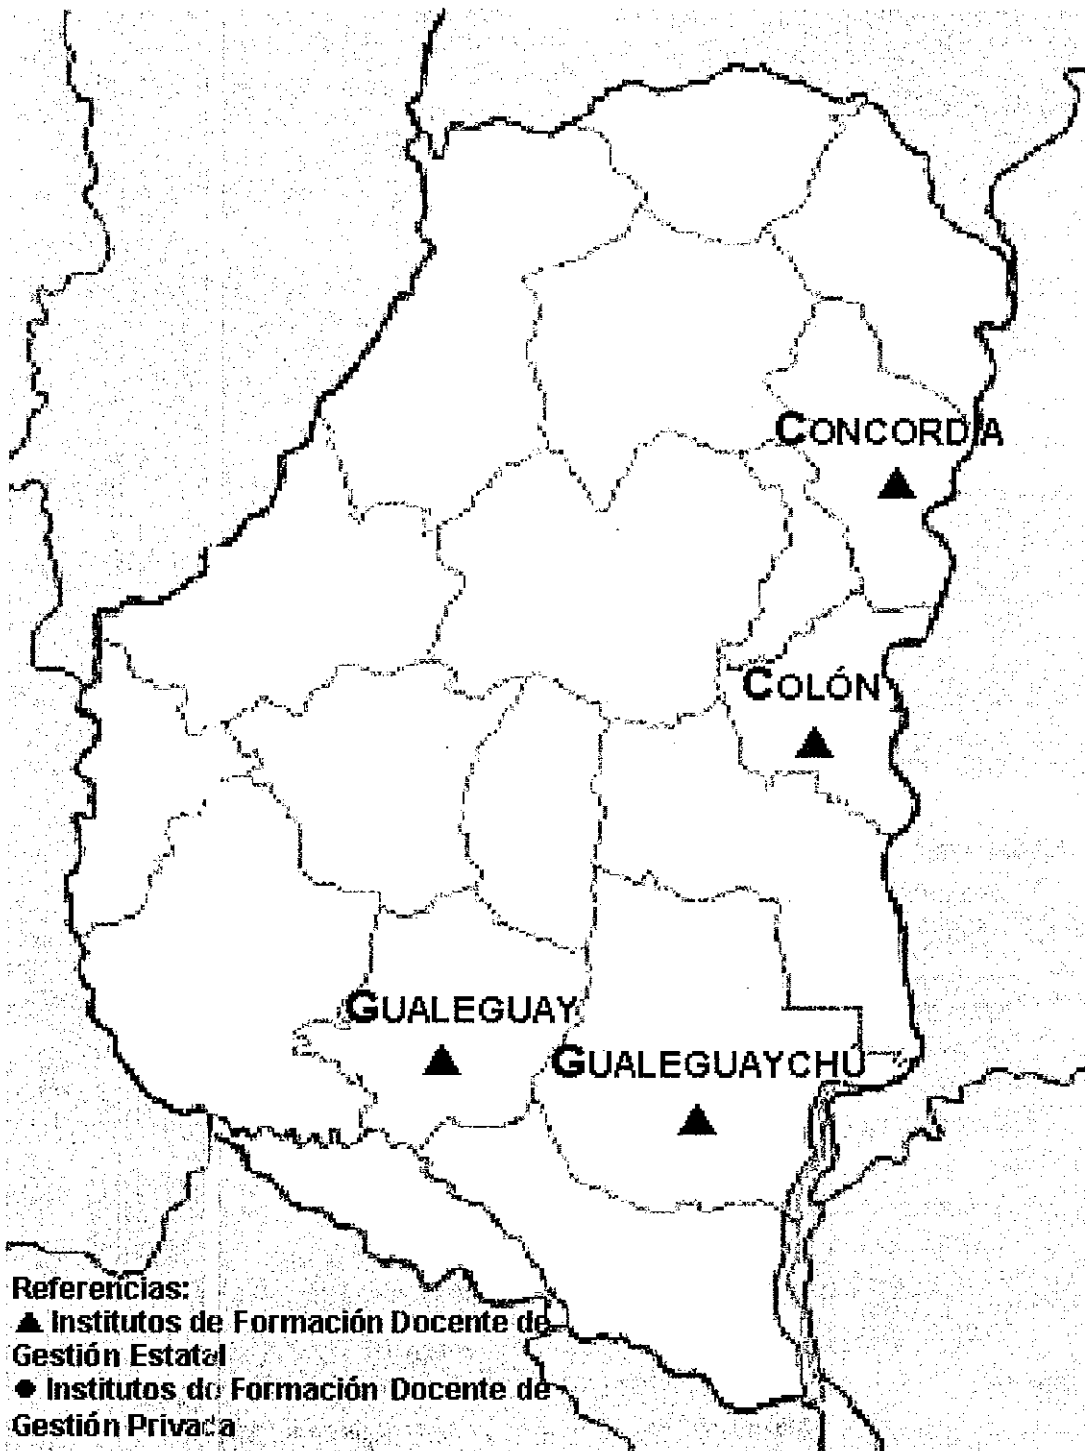 CONCORDIA
COLÓN
GUALEGUAY
GUALEGUAYCHÚ
Referencias:
▲ Institutos de Formación Docente de
Gestión Estatal
● Institutos de Formación Docente de
Gestión Privada